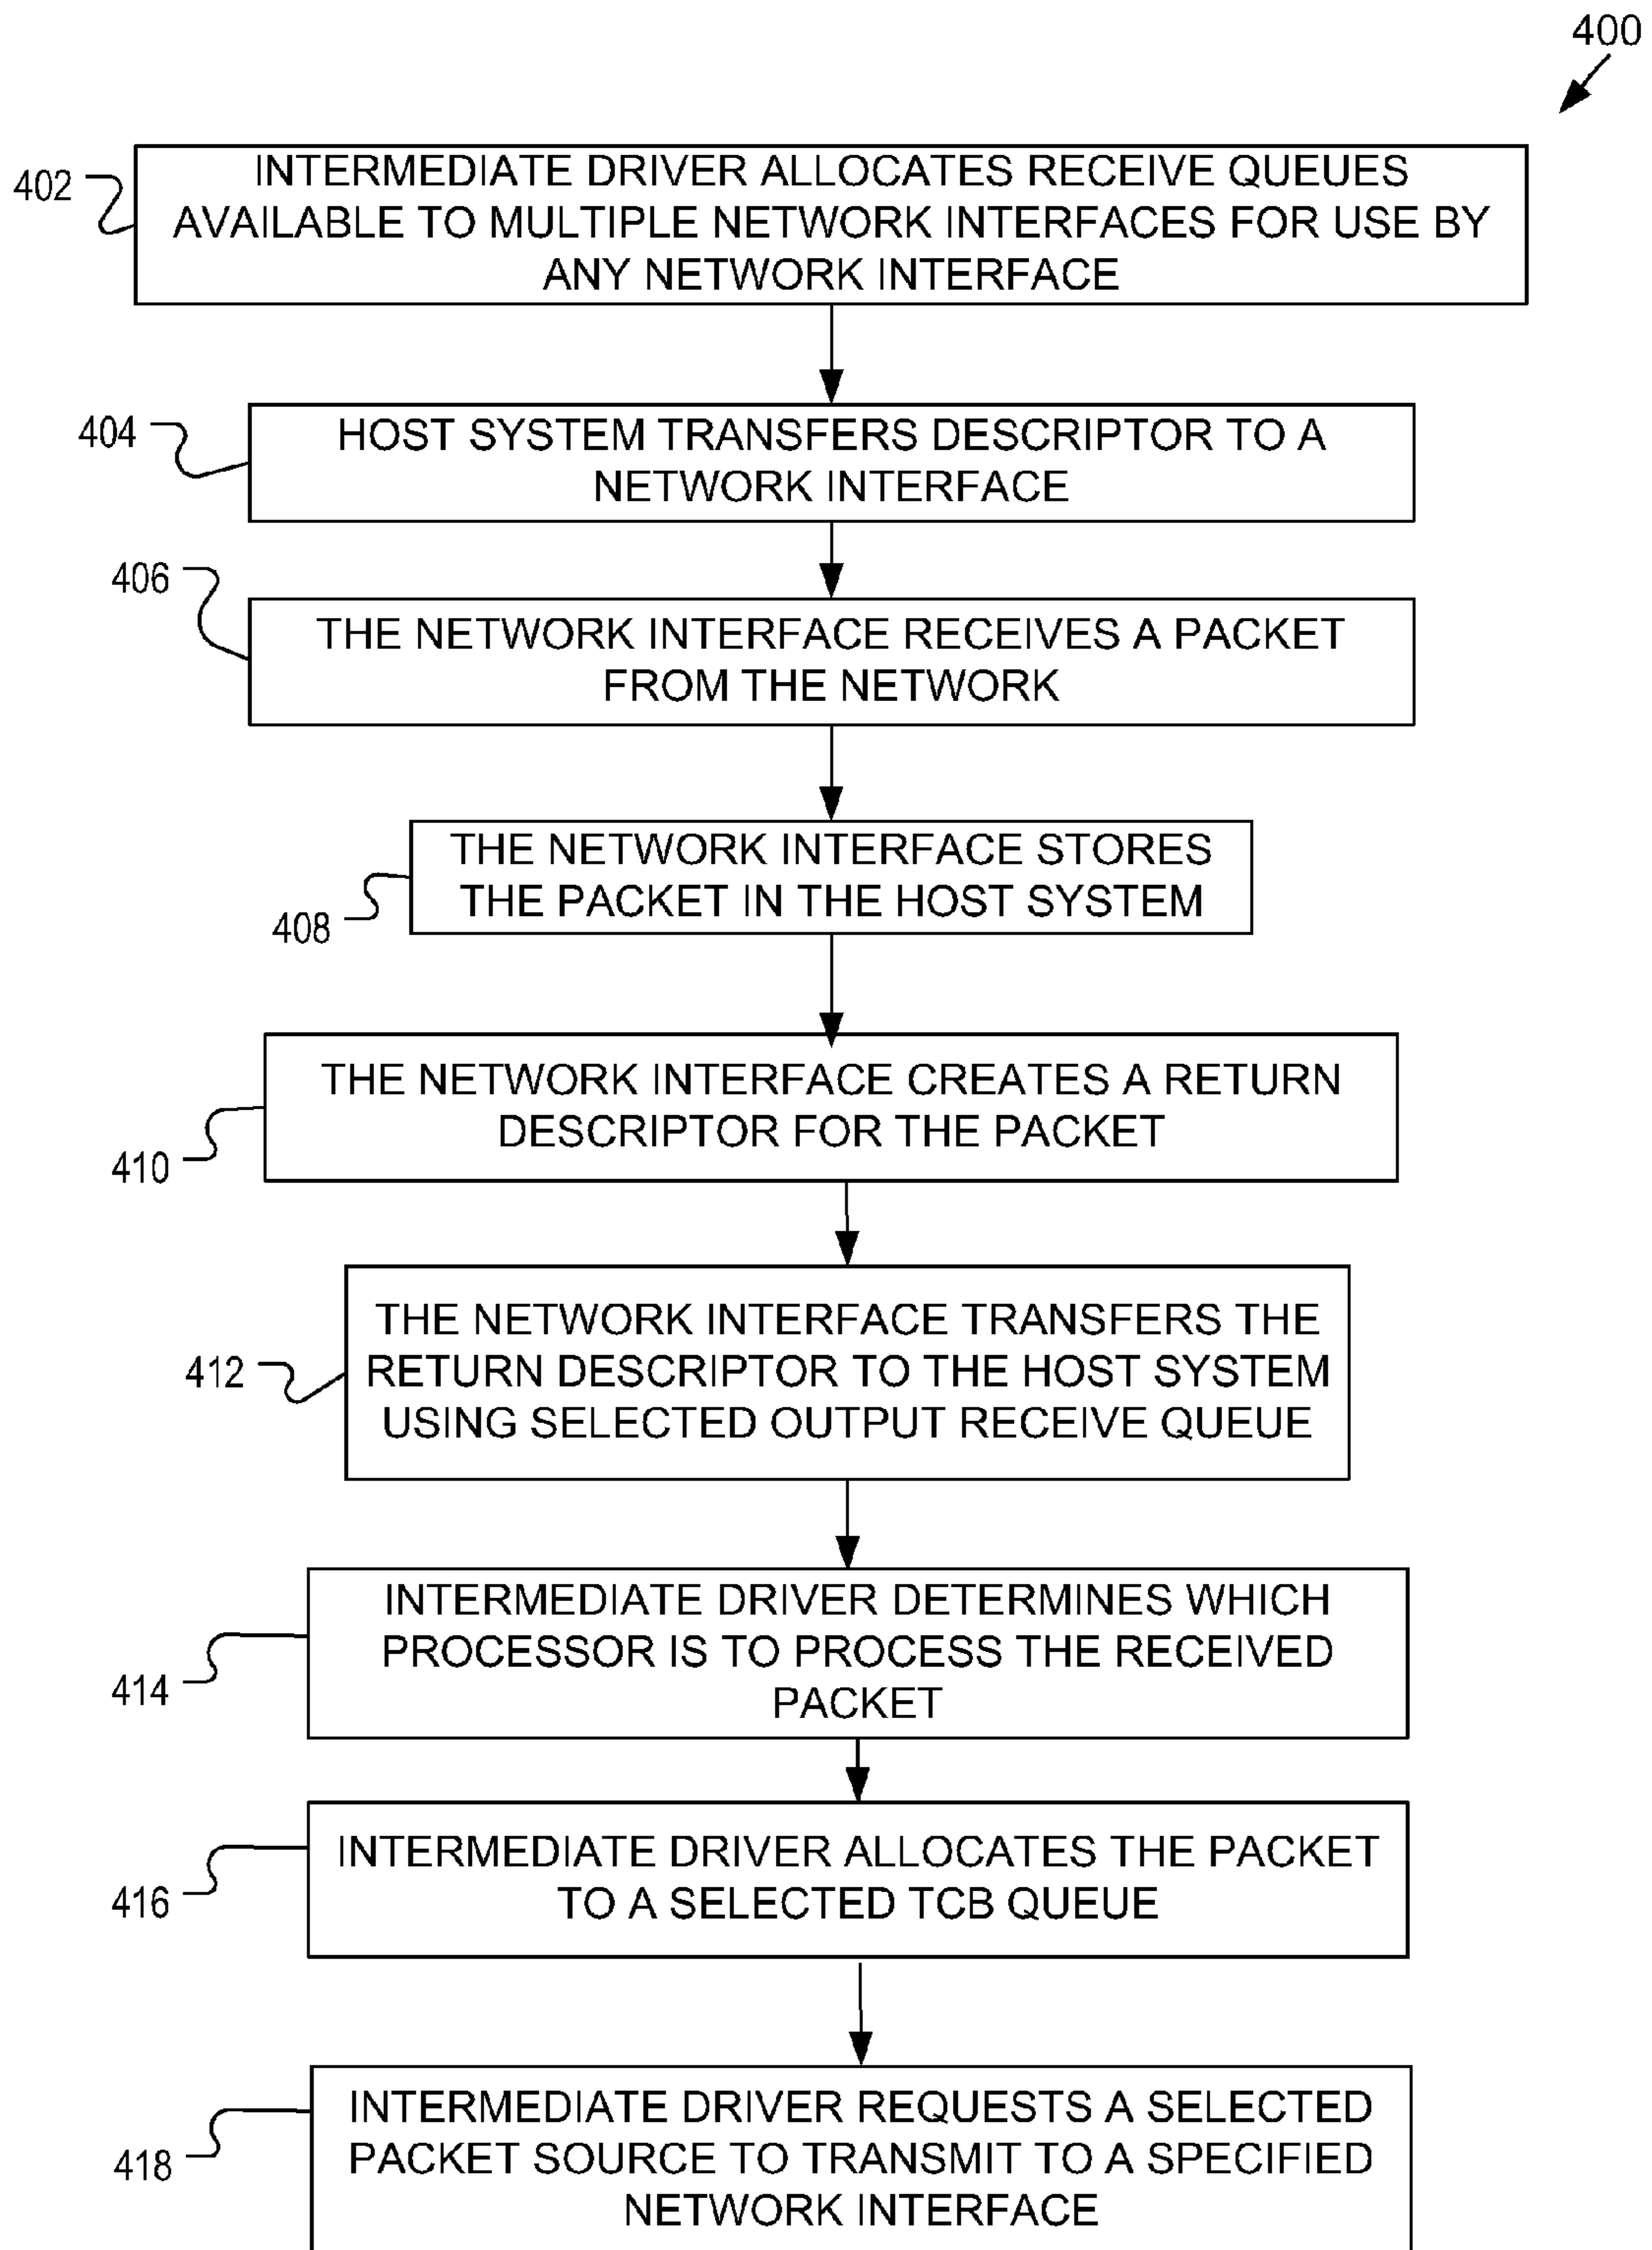 400
402
INTERMEDIATE DRIVER ALLOCATES RECEIVE QUEUES
AVAILABLE TO MULTIPLE NETWORK INTERFACES FOR USE BY
ANY NETWORK INTERFACE
404
HOST SYSTEM TRANSFERS DESCRIPTOR TO A
NETWORK INTERFACE
406
THE NETWORK INTERFACE RECEIVES A PACKET
FROM THE NETWORK
408
THE NETWORK INTERFACE STORES
THE PACKET IN THE HOST SYSTEM
410
THE NETWORK INTERFACE CREATES A RETURN
DESCRIPTOR FOR THE PACKET
412
THE NETWORK INTERFACE TRANSFERS THE
RETURN DESCRIPTOR TO THE HOST SYSTEM
USING SELECTED OUTPUT RECEIVE QUEUE
414
INTERMEDIATE DRIVER DETERMINES WHICH
PROCESSOR IS TO PROCESS THE RECEIVED
PACKET
416
INTERMEDIATE DRIVER ALLOCATES THE PACKET
TO A SELECTED TCB QUEUE
418
INTERMEDIATE DRIVER REQUESTS A SELECTED
PACKET SOURCE TO TRANSMIT TO A SPECIFIED
NETWORK INTERFACE